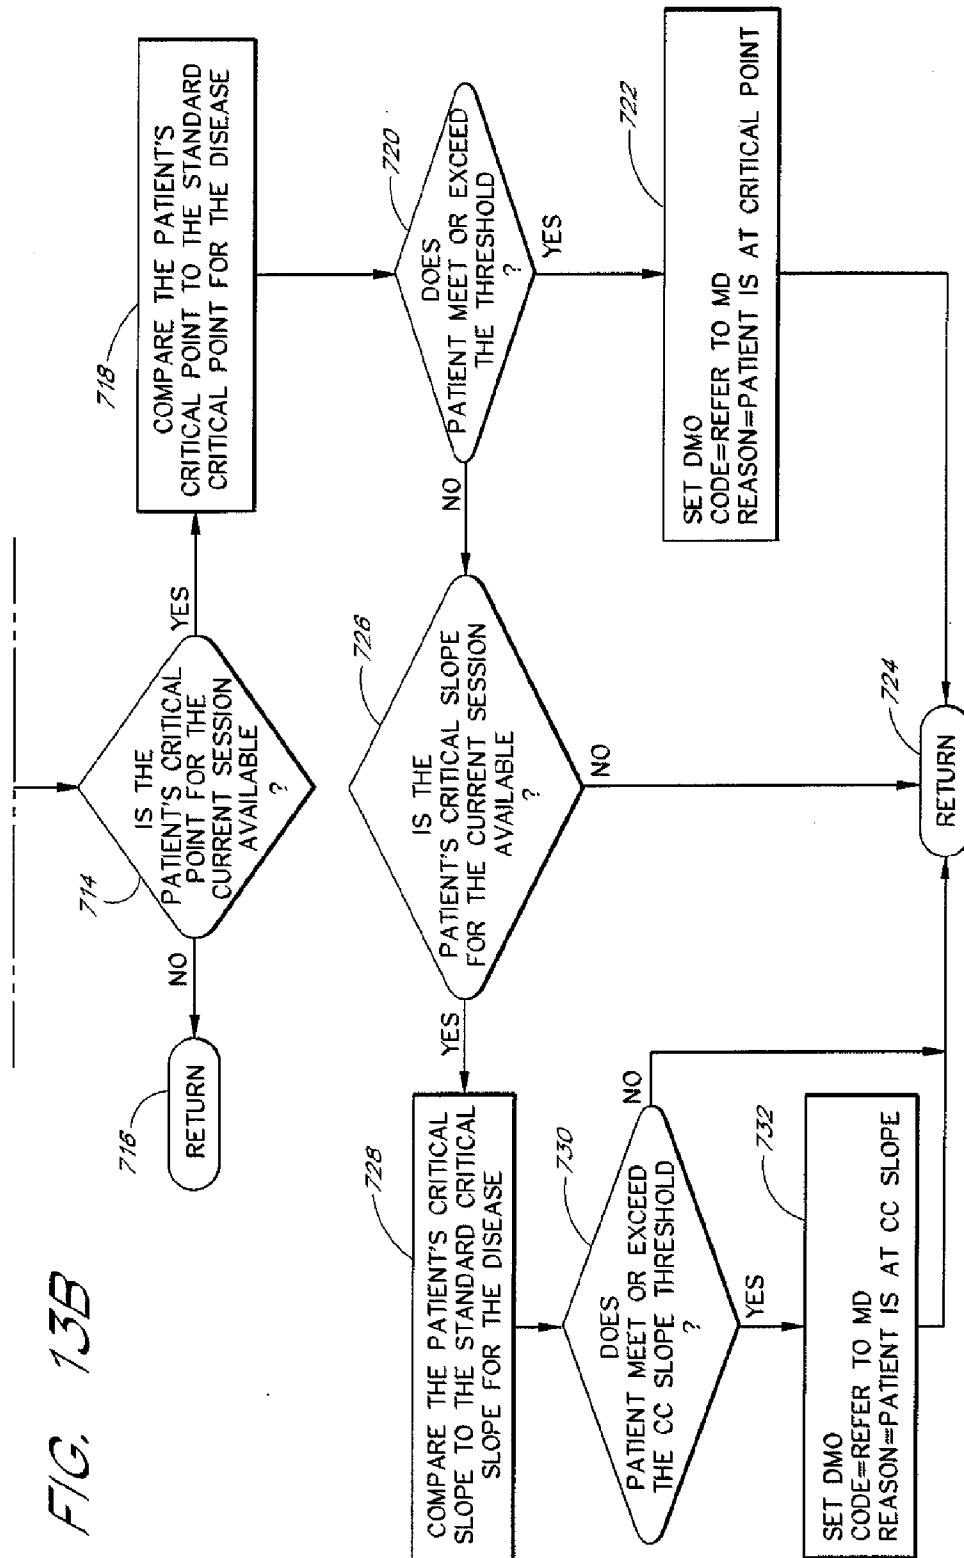 FIG. 13B
714
IS THE
PATIENT'S CRITICAL
POINT FOR THE
CURRENT SESSION
AVAILABLE
?
NO
YES
716
RETURN
718
COMPARE THE PATIENT'S
CRITICAL POINT TO THE STANDARD
CRITICAL POINT FOR THE DISEASE
720
DOES
PATIENT MEET OR EXCEED
THE THRESHOLD
?
NO
YES
722
SET DMO
CODE=REFER TO MD
REASON=PATIENT IS AT CRITICAL POINT
726
IS THE
PATIENT'S CRITICAL SLOPE
FOR THE CURRENT SESSION
AVAILABLE
?
YES
NO
728
COMPARE THE PATIENT'S CRITICAL
SLOPE TO THE STANDARD CRITICAL
SLOPE FOR THE DISEASE
730
DOES
PATIENT MEET OR EXCEED
THE CC SLOPE THRESHOLD
?
NO
YES
732
SET DMO
CODE=REFER TO MD
REASON=PATIENT IS AT CC SLOPE
724
RETURN